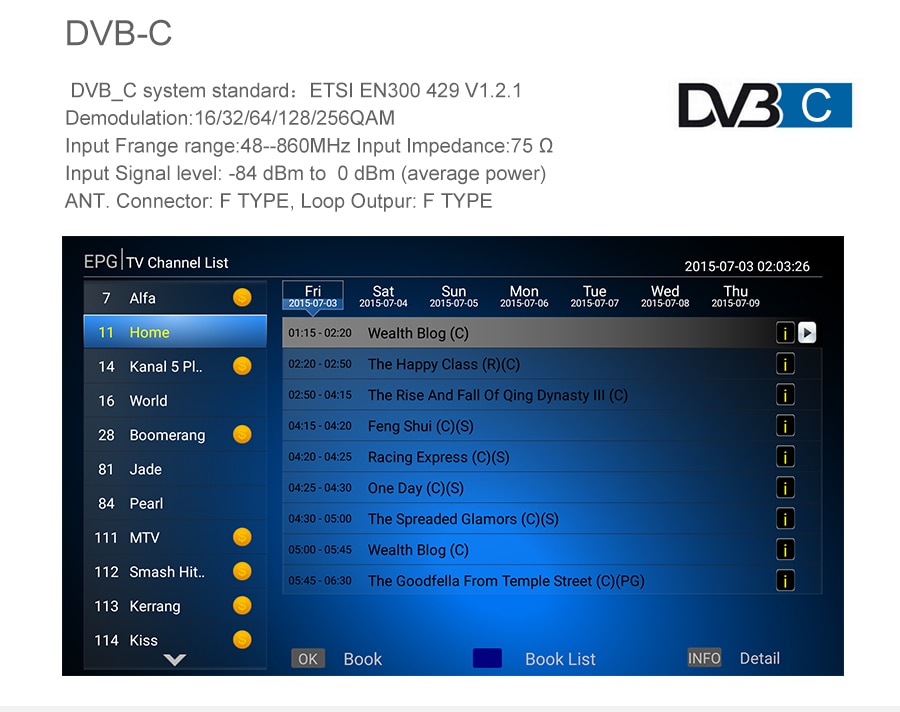 DVB-C
DVB_C system standard：ETSI EN300 429 V1.2.1
DVB C
Demodulation:16/32/64/128/256QAM
Input Frange range:48--860MHz Input Impedance:75 Ω
Input Signal level: -84 dBm to 0 dBm (average power)
ANT. Connector: F TYPE, Loop Outpur: F TYPE
EPG TV Channel List
2015-07-03 02:03:26
7 Alfa
11 Home
14 Kanal 5 Pl..
16 World
28 Boomerang
81 Jade
84 Pearl
111 MTV
112 Smash Hit..
113 Kerrang
114 Kiss
Fri Sat Sun Mon Tue Wed Thu
2015-07-03 2015-07-04 2015-07-05 2015-07-06 2015-07-07 2015-07-08 2015-07-09
01:15 - 02:20 Wealth Blog (C) i
02:20 - 02:50 The Happy Class (R)(C) i
02:50 - 04:15 The Rise And Fall Of Qing Dynasty III (C) i
04:15 - 04:20 Feng Shui (C)(S) i
04:20 - 04:25 Racing Express (C)(S) i
04:25 - 04:30 One Day (C)(S) i
04:30 - 05:00 The Spreaded Glamors (C)(S) i
05:00 - 05:45 Wealth Blog (C) i
05:45 - 06:30 The Goodfella From Temple Street (C)(PG) i
OK Book Book List INFO Detail